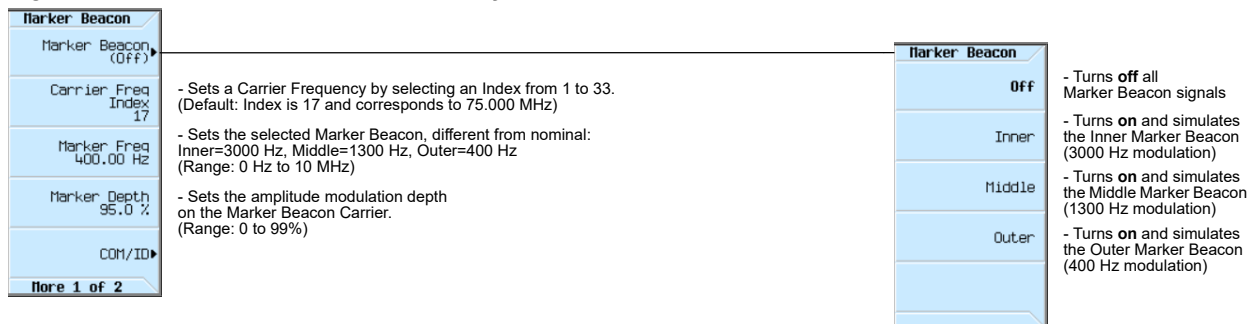 Marker Beacon
Marker Beacon
(Off)
Carrier Freq
Index
17
Marker Freq
400.00 Hz
Marker Depth
95.0 %
COM/ID
More 1 of 2
- Sets a Carrier Frequency by selecting an Index from 1 to 33.
(Default: Index is 17 and corresponds to 75.000 MHz)
- Sets the selected Marker Beacon, different from nominal:
Inner=3000 Hz, Middle=1300 Hz, Outer=400 Hz
(Range: 0 Hz to 10 MHz)
- Sets the amplitude modulation depth
on the Marker Beacon Carrier.
(Range: 0 to 99%)
Marker Beacon
Off
Inner
Middle
Outer
- Turns off all
Marker Beacon signals
- Turns on and simulates
the Inner Marker Beacon
(3000 Hz modulation)
- Turns on and simulates
the Middle Marker Beacon
(1300 Hz modulation)
- Turns on and simulates
the Outer Marker Beacon
(400 Hz modulation)